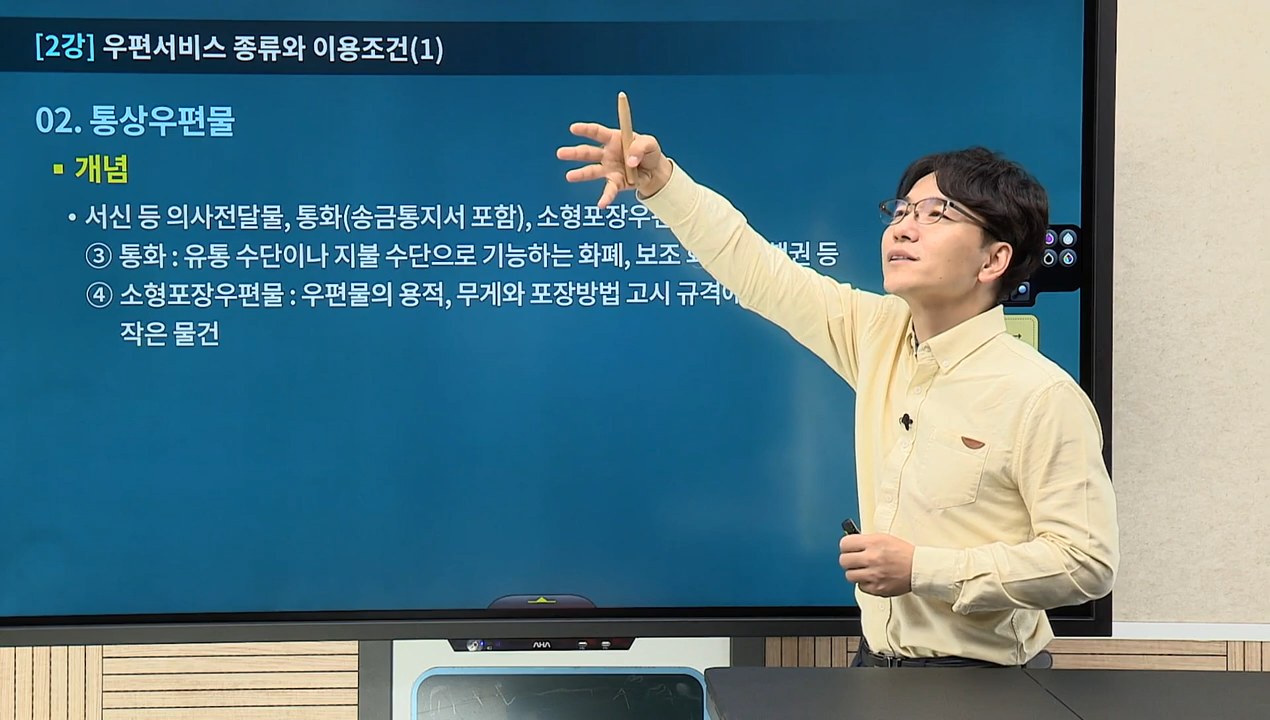 [2강] 우편서비스 종류와 이용조건(1)
02. 통상우편물
▪ 개념
• 서신 등 의사전달물, 통화(송금통지서 포함), 소형포장우
③ 통화 : 유통 수단이나 지불 수단으로 기능하는 화폐, 보조 등
④ 소형포장우편물 : 우편물의 용적, 무게와 포장방법 고시 규격에
작은 물건
AHA